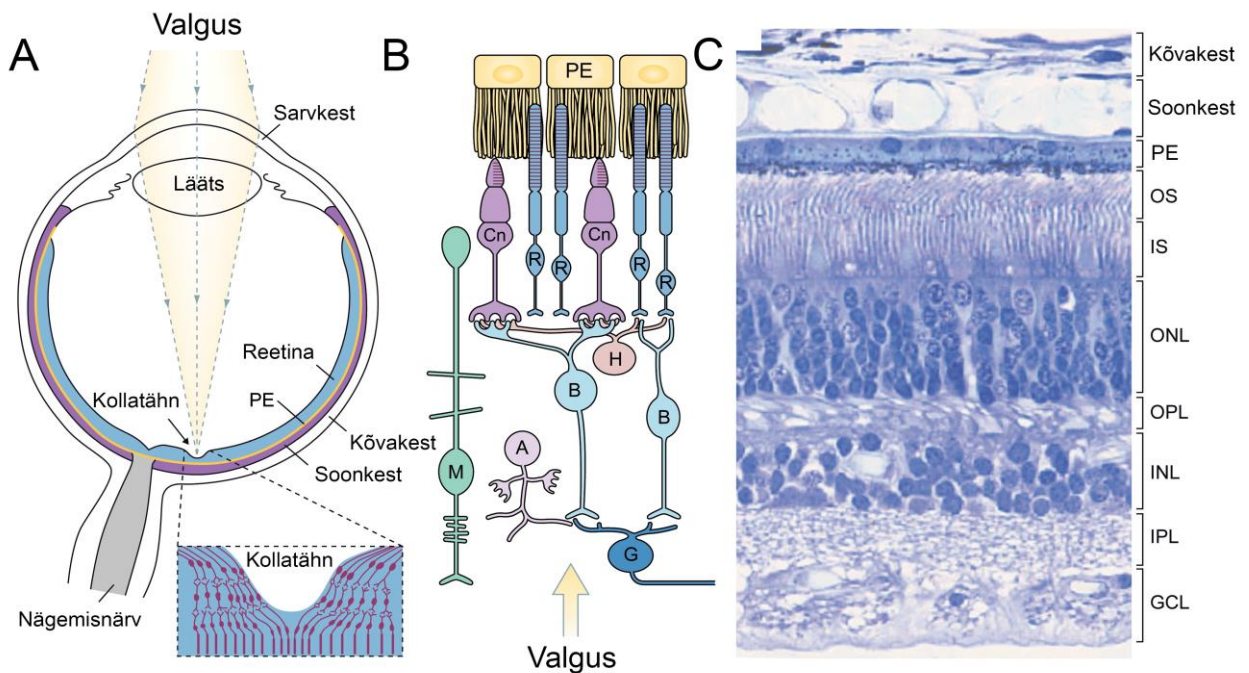 A
Valgus
Sarvkest
Lääts
Reetina
Kollatähn
PE
Kõvakest
Soonkest
Kollatähn
Nägemisnärv
B
PE
Cn
Cn
R
R
R
R
H
B
B
M
A
G
Valgus
C
Kõvakest
Soonkest
PE
OS
IS
ONL
OPL
INL
IPL
GCL